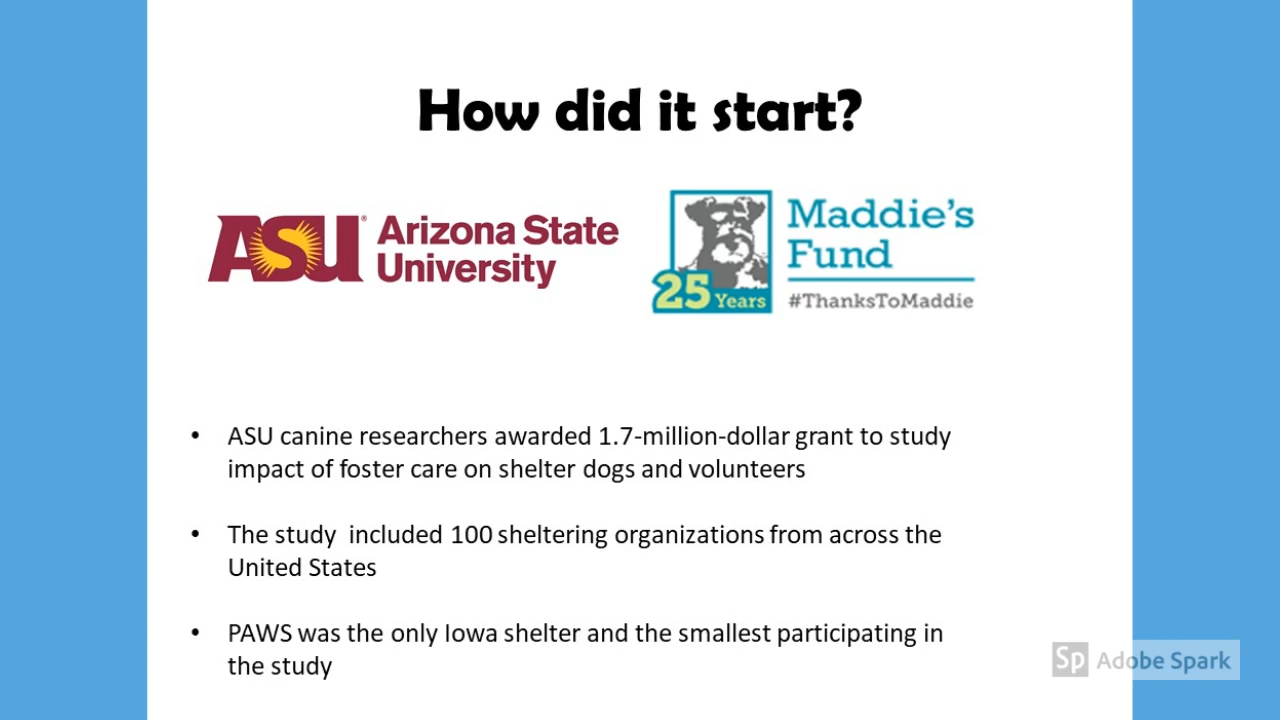 How did it start?
ASU® Arizona State
University
Maddie's
Fund
25 Years
#ThanksToMaddie
• ASU canine researchers awarded 1.7-million-dollar grant to study
impact of foster care on shelter dogs and volunteers
• The study  included 100 sheltering organizations from across the
United States
• PAWS was the only Iowa shelter and the smallest participating in
the study
Sp Adobe Spark